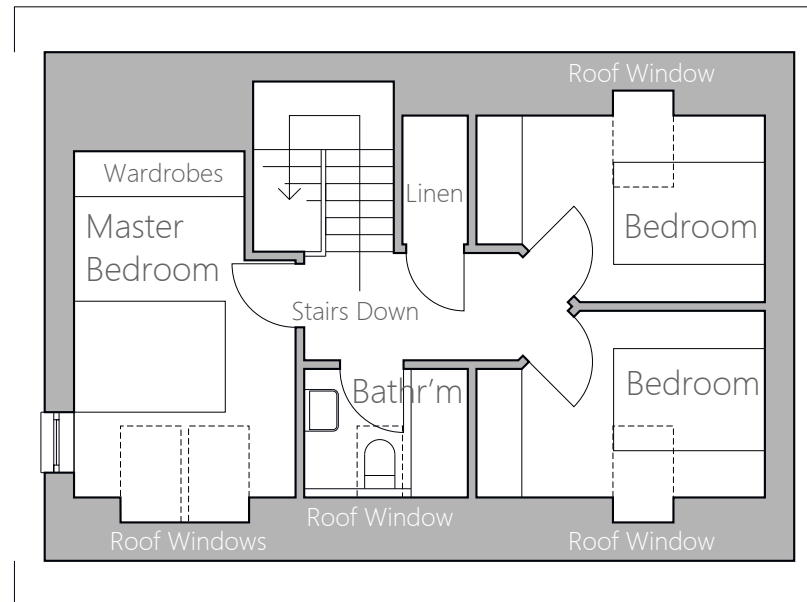 Roof Window
Wardrobes
Linen
Master
Bedroom
Bedroom
Stairs Down
Bathr'm
Bedroom
Roof Window
Roof Windows
Roof Window